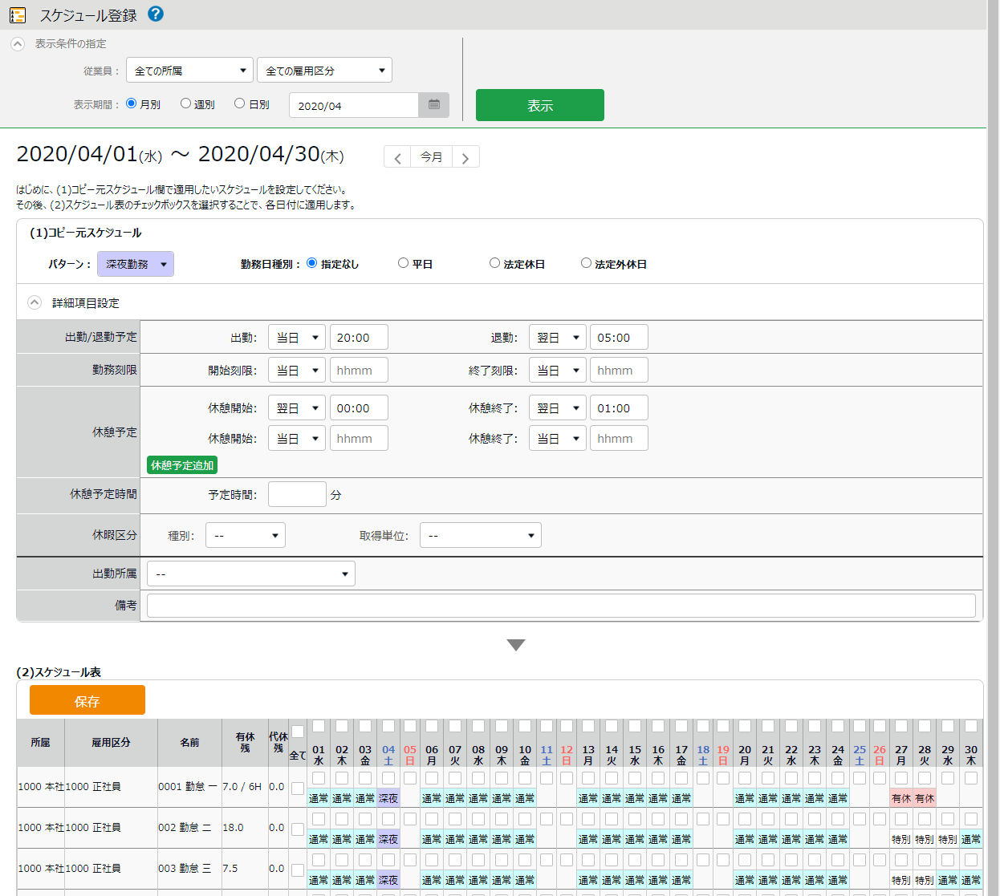 スケジュール登録 ?
表示条件の指定
従業員： 全ての所属 全ての雇用区分
表示期間： 月別 週別 日別 2020/04
表示
2020/04/01(水) ～ 2020/04/30(木) 今月
はじめに、(1)コピー元スケジュール欄で適用したいスケジュールを設定してください。
その後、(2)スケジュール表のチェックボックスを選択することで、各日付に適用します。
(1)コピー元スケジュール
パターン： 深夜勤務 勤務日種別： 指定なし 平日 法定休日 法定外休日
詳細項目設定
出勤/退勤予定 出勤: 当日 20:00 退勤: 翌日 05:00
勤務刻限 開始刻限: 当日 hhmm 終了刻限: 当日 hhmm
休憩予定 休憩開始: 翌日 00:00 休憩終了: 翌日 01:00
休憩開始: 当日 hhmm 休憩終了: 当日 hhmm
休憩予定追加
休憩予定時間 予定時間: 分
休暇区分 種別: -- 取得単位: --
出勤所属 --
備考
(2)スケジュール表
保存
所属 雇用区分 名前 有休残 代休残 全て 01 02 03 04 05 06 07 08 09 10 11 12 13 14 15 16 17 18 19 20 21 22 23 24 25 26 27 28 29 30
水 木 金 土 日 月 火 水 木 金 土 日 月 火 水 木 金 土 日 月 火 水 木 金 土 日 月 火 水 木
1000 本社 1000 正社員 0001 勤怠 一 7.0 / 6H 0.0
通常 通常 通常 深夜 通常 通常 通常 通常 通常 通常 通常 通常 通常 通常 通常 通常 通常 通常 通常 有休 有休
1000 本社 1000 正社員 002 勤怠 二 18.0 0.0
通常 通常 通常 深夜 通常 通常 通常 通常 通常 通常 通常 通常 通常 通常 通常 通常 通常 通常 通常 特別 特別 特別 通常
1000 本社 1000 正社員 003 勤怠 三 7.5 0.0
通常 通常 通常 深夜 通常 通常 通常 通常 通常 通常 通常 通常 通常 通常 通常 通常 通常 通常 通常 特別 特別 通常 通常